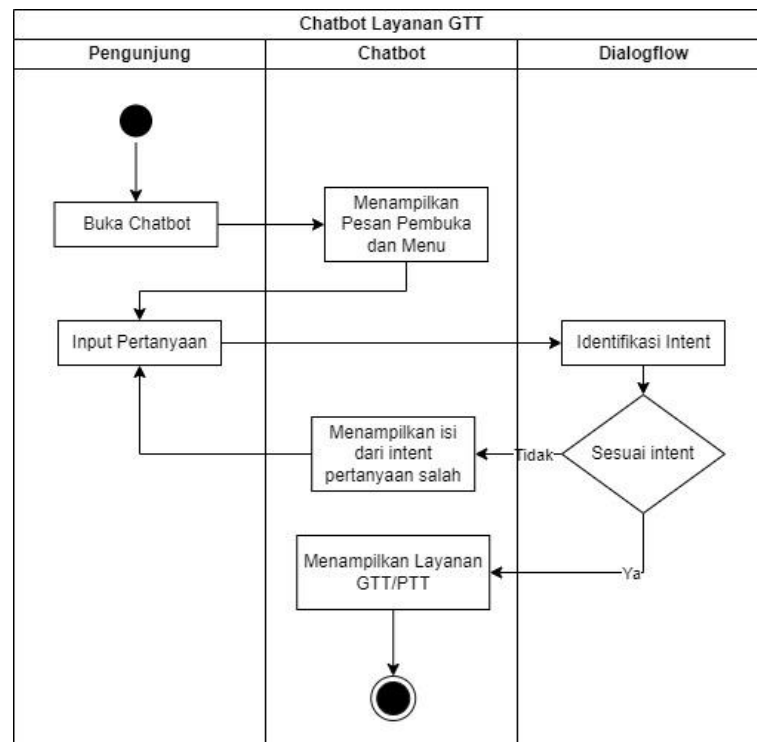 Chatbot Layanan GTT
Pengunjung
Chatbot
Dialogflow
Buka Chatbot
Menampilkan
Pesan Pembuka
dan Menu
Input Pertanyaan
Identifikasi Intent
Menampilkan isi
dari intent
pertanyaan salah
Tidak
Sesuai intent
Menampilkan Layanan
GTT/PTT
Ya